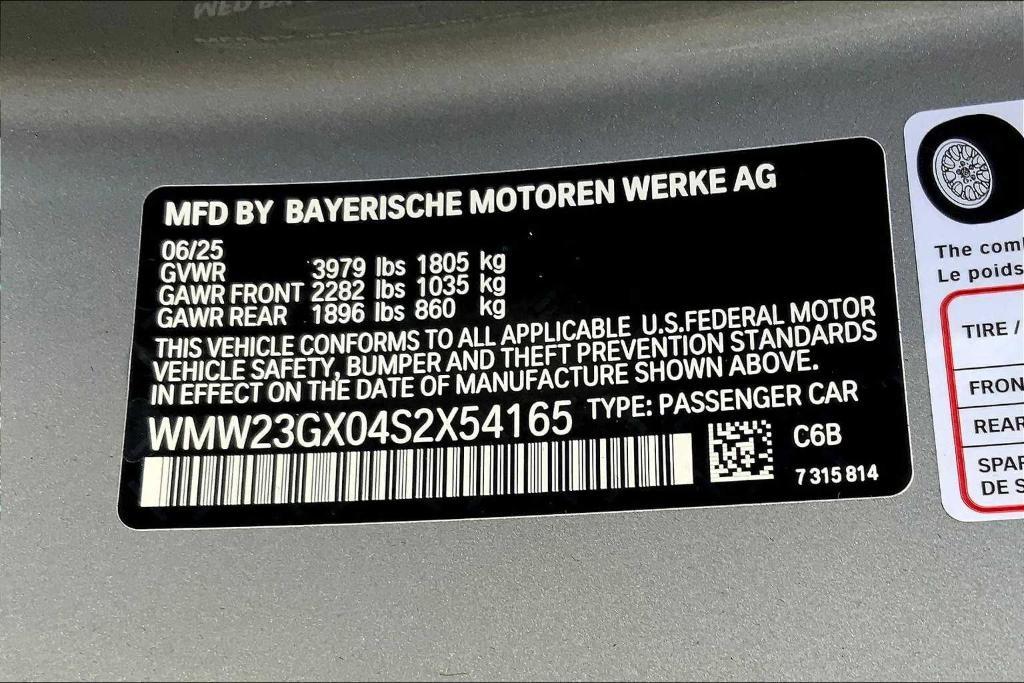 MFD BY BAYERISCHE MOTOREN WERKE AG
06/25
GVWR 3979 lbs 1805 kg
GAWR FRONT 2282 lbs 1035 kg
GAWR REAR 1896 lbs 860 kg
THIS VEHICLE CONFORMS TO ALL APPLICABLE U.S.FEDERAL MOTOR
VEHICLE SAFETY, BUMPER AND THEFT PREVENTION STANDARDS
IN EFFECT ON THE DATE OF MANUFACTURE SHOWN ABOVE.
WMW23GX04S2X54165 TYPE: PASSENGER CAR
C6B
7 315 814
The
Le poids
TIRE /
REAR
DE